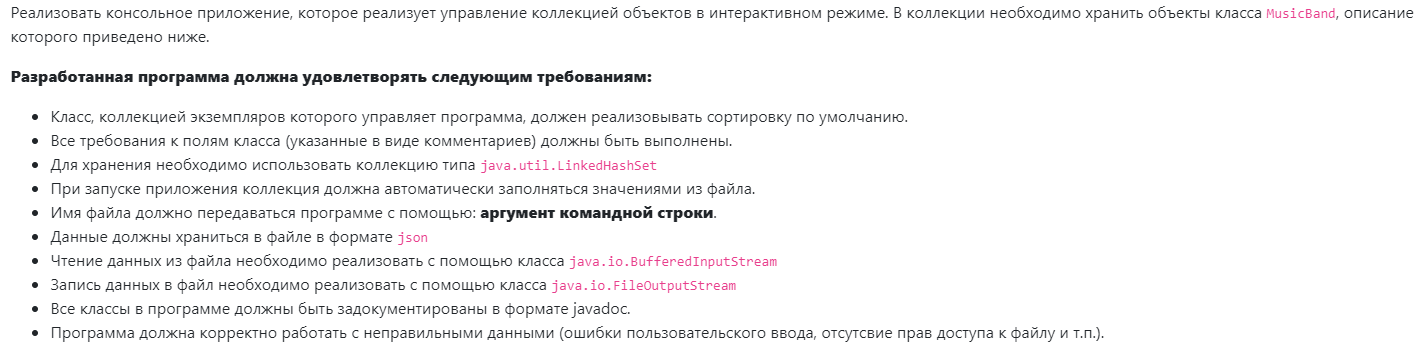 Реализовать консольное приложение, которое реализует управление коллекцией объектов в интерактивном режиме. В коллекции необходимо хранить объекты класса MusicBand, описание
которого приведено ниже.
Разработанная программа должна удовлетворять следующим требованиям:
• Класс, коллекцией экземпляров которого управляет программа, должен реализовывать сортировку по умолчанию.
• Все требования к полям класса (указанные в виде комментариев) должны быть выполнены.
• Для хранения необходимо использовать коллекцию типа java.util.LinkedHashSet
• При запуске приложения коллекция должна автоматически заполняться значениями из файла.
• Имя файла должно передаваться программе с помощью: аргумент командной строки.
• Данные должны храниться в файле в формате json
• Чтение данных из файла необходимо реализовать с помощью класса java.io.BufferedInputStream
• Запись данных в файл необходимо реализовать с помощью класса java.io.FileOutputStream
• Все классы в программе должны быть задокументированы в формате javadoc.
• Программа должна корректно работать с неправильными данными (ошибки пользовательского ввода, отсутсвие прав доступа к файлу и т.п.).